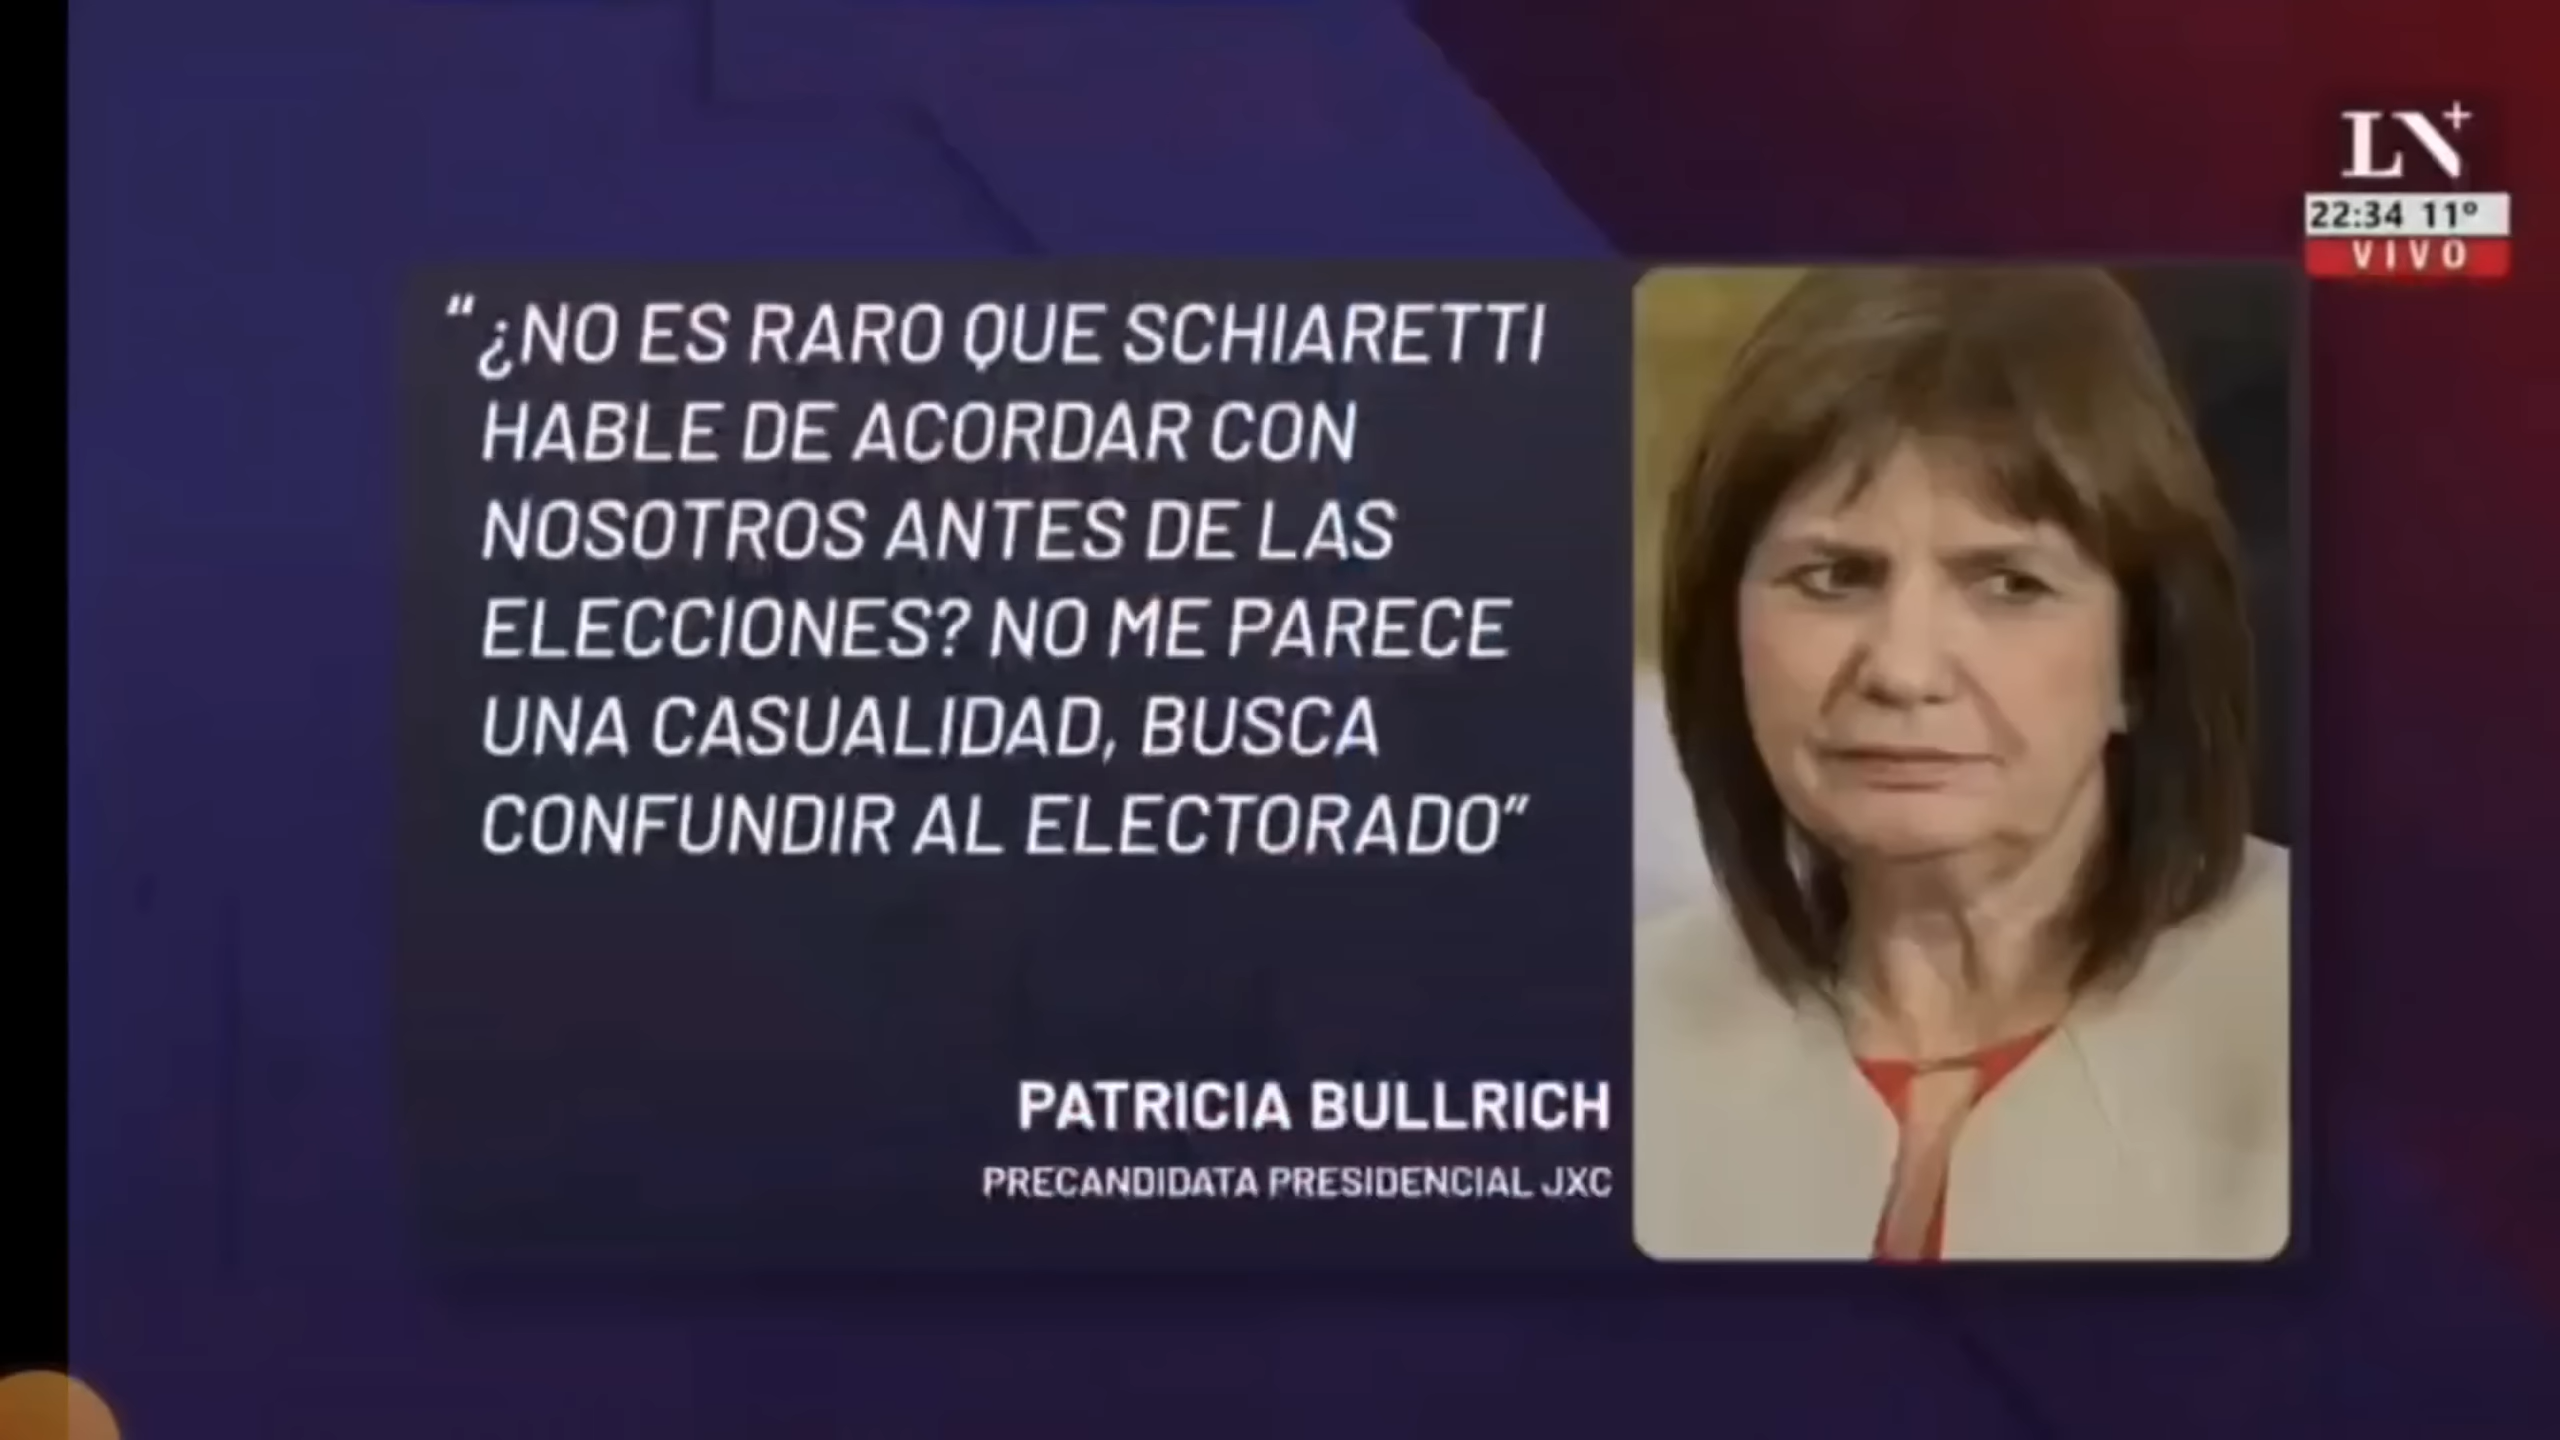 LN+
22:34 11°
VIVO
“¿NO ES RARO QUE SCHIARETTI
HABLE DE ACORDAR CON
NOSOTROS ANTES DE LAS
ELECCIONES? NO ME PARECE
UNA CASUALIDAD, BUSCA
CONFUNDIR AL ELECTORADO”
PATRICIA BULLRICH
PRECANDIDATA PRESIDENCIAL JXC